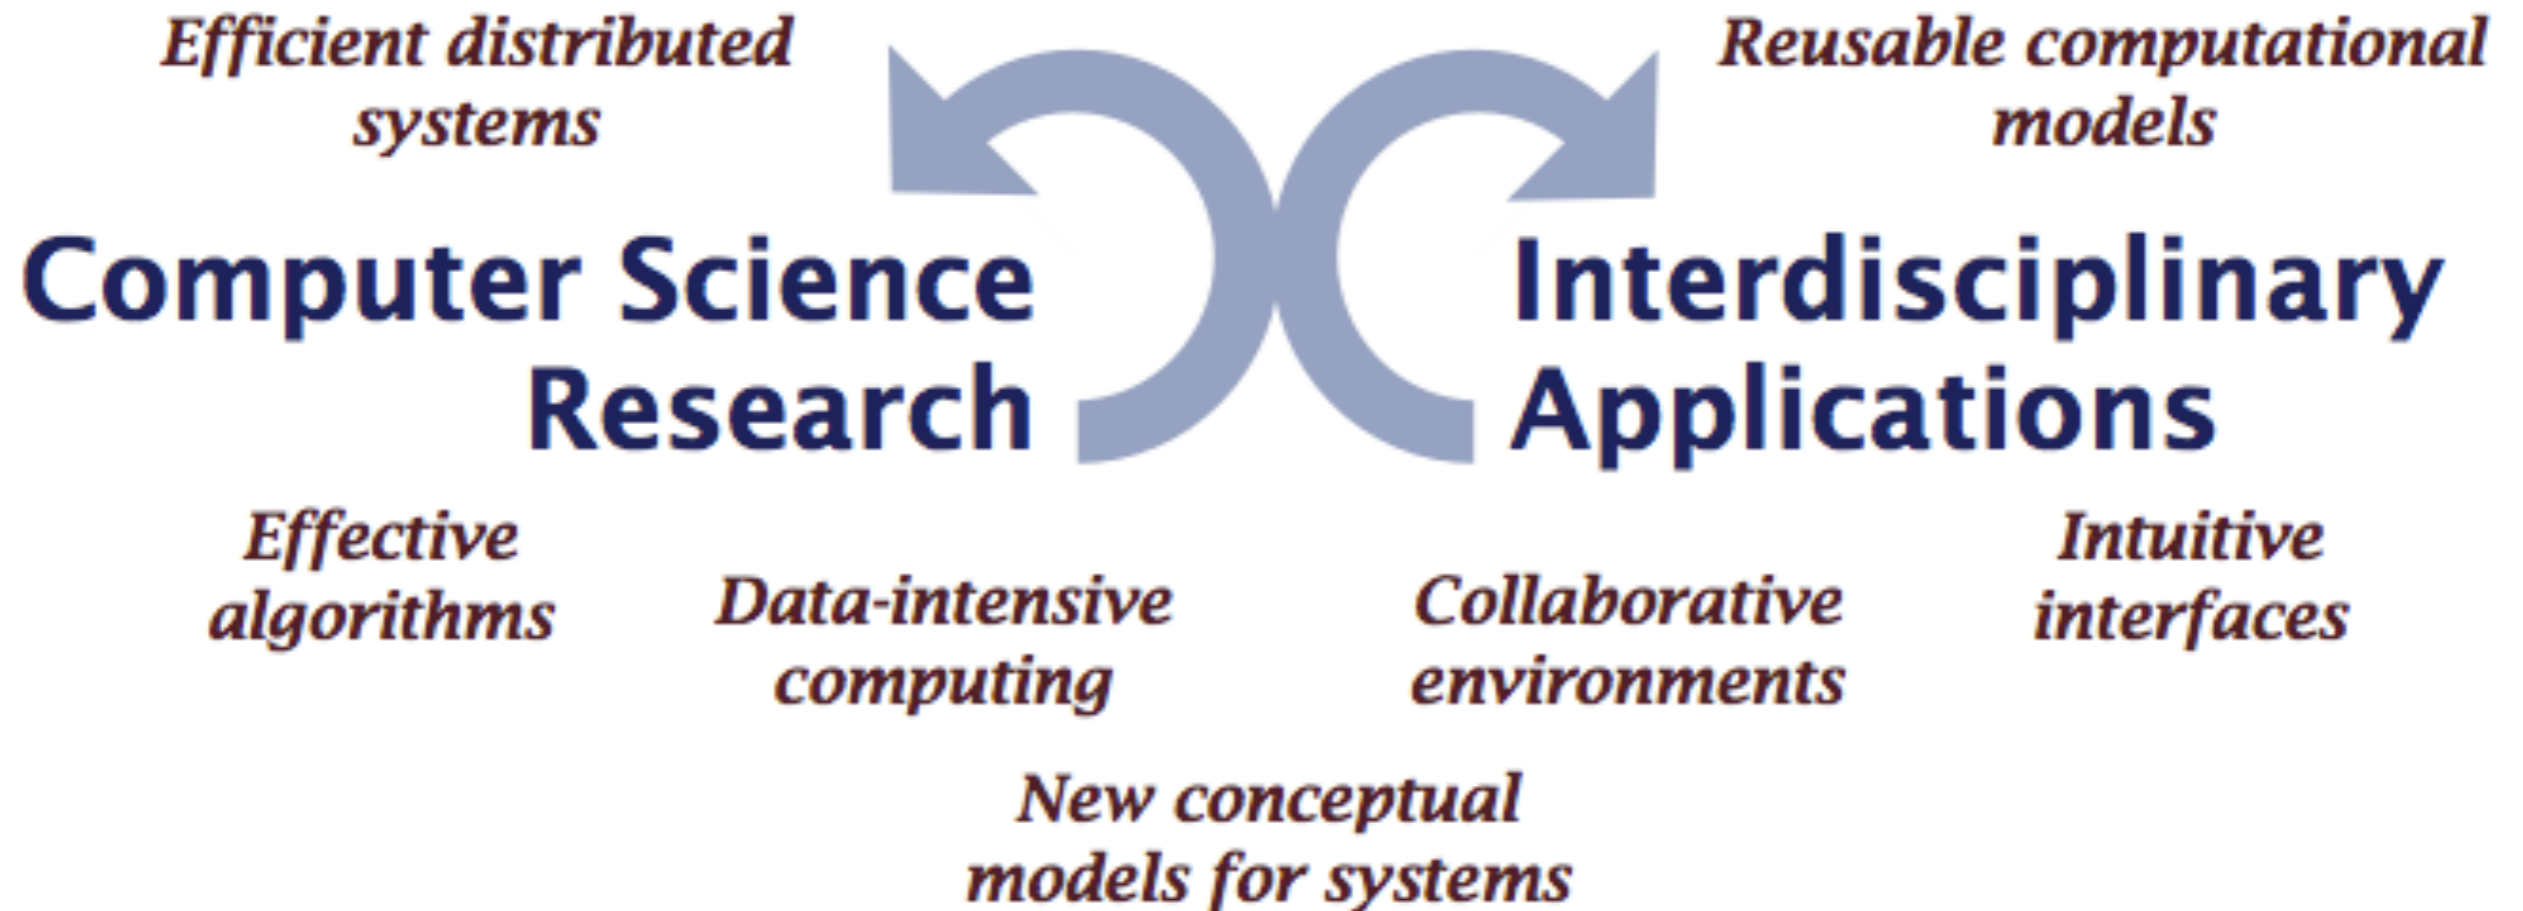 Efficient distributed
systems
Reusable computational
models
Computer Science
Research
Interdisciplinary
Applications
Effective
algorithms
Data-intensive
computing
Collaborative
environments
Intuitive
interfaces
New conceptual
models for systems